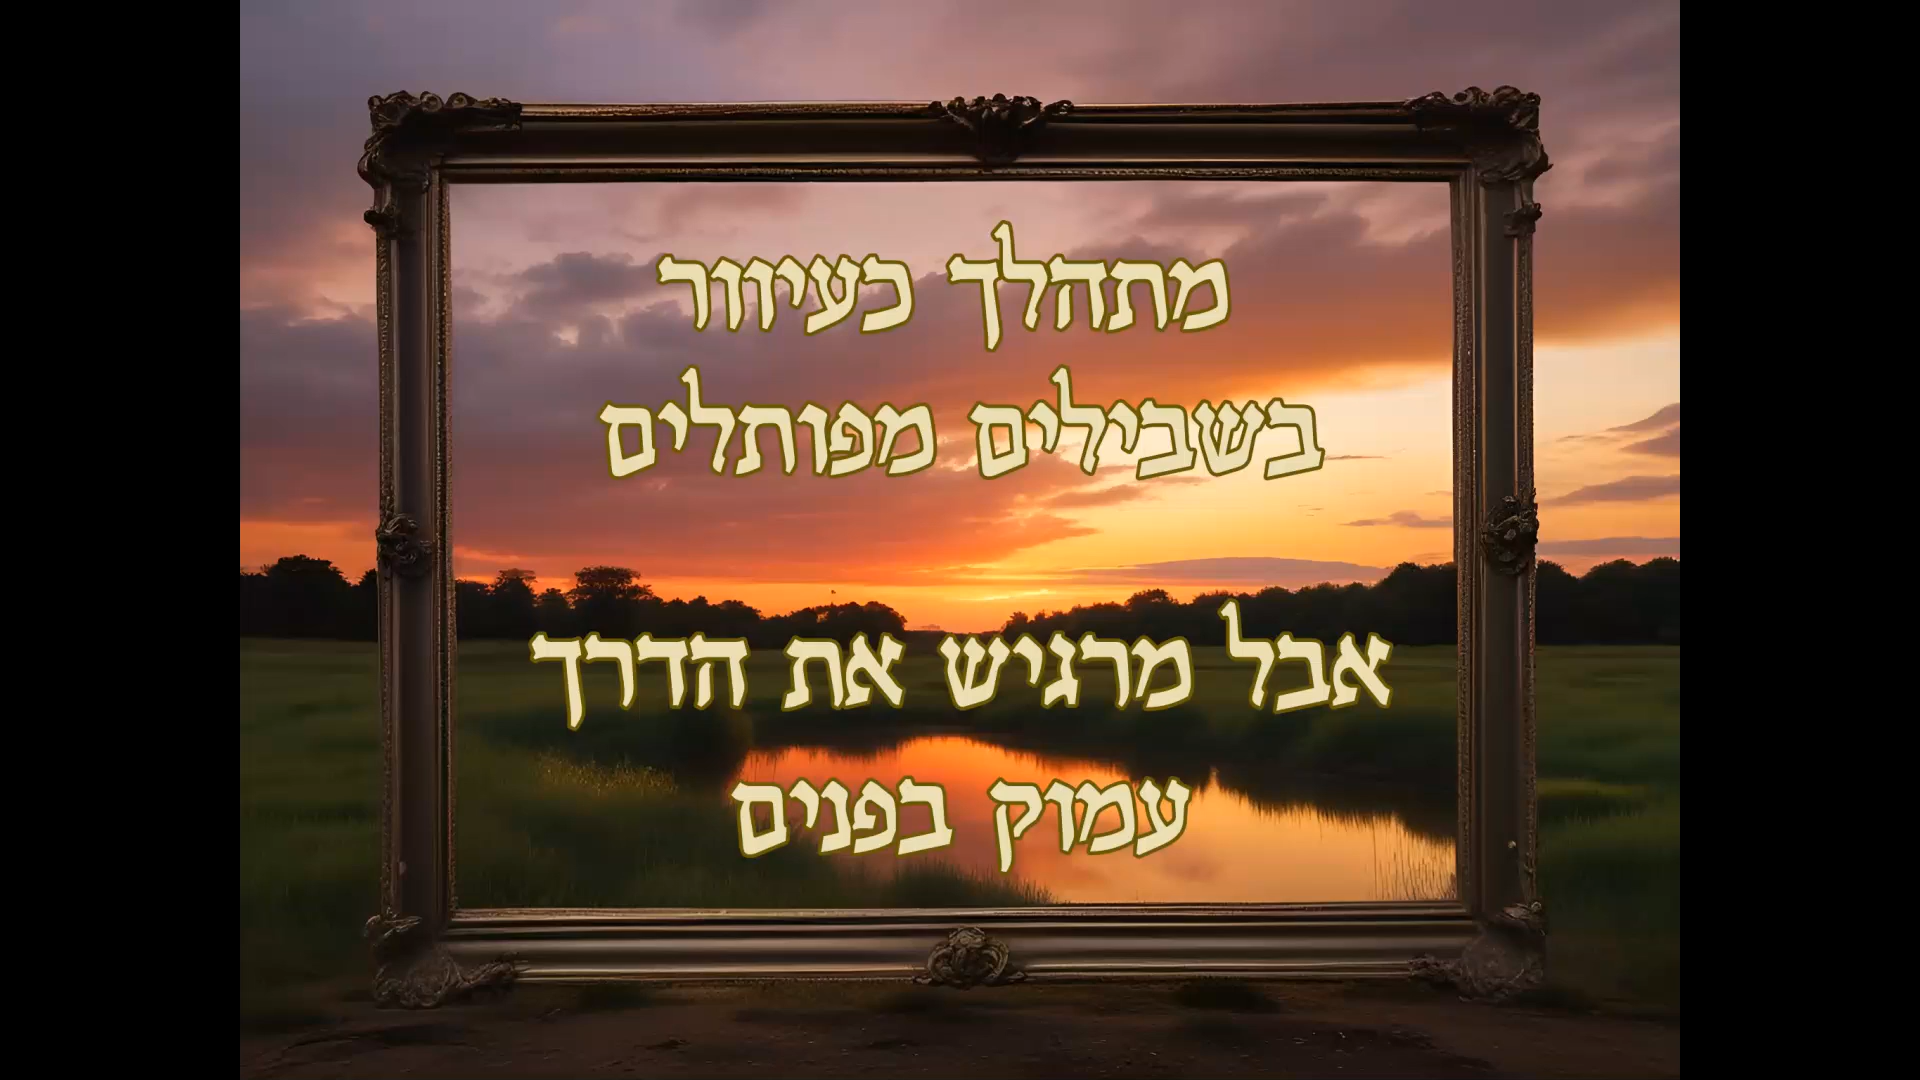 מתהלך כעיוור
בשבילים מפותלים
אבל מרגיש את הדרך
עמוק בפנים